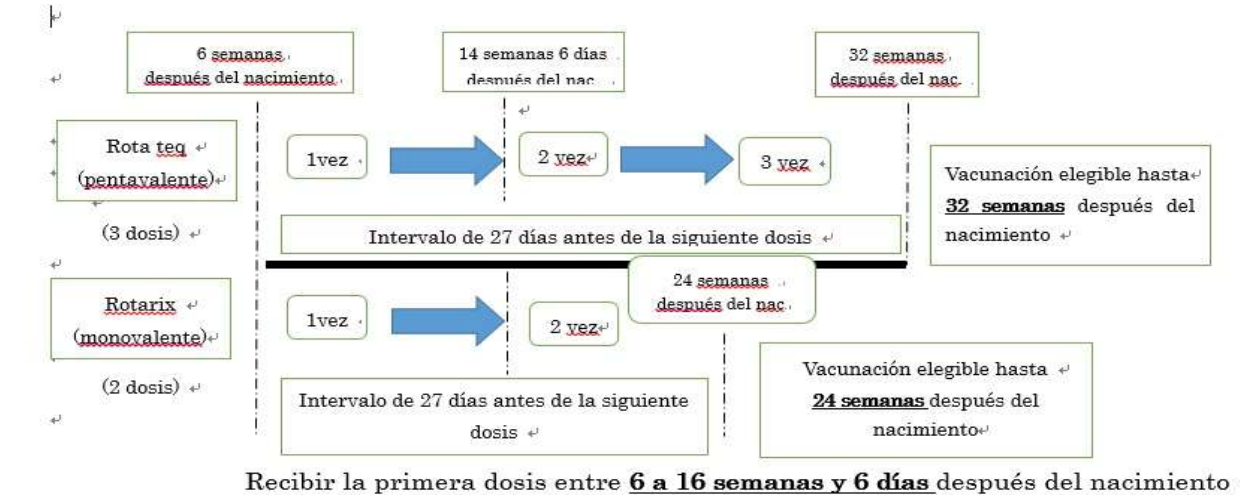 6 semanas
después del nacimiento
14 semanas 6 días
después del nac
32 semanas
después del nac.
Rota teq
(pentavalente)
(3 dosis)
1vez
2 vez
3 vez
Intervalo de 27 días antes de la siguiente dosis
Vacunación elegible hasta
32 semanas después del
nacimiento
Rotarix
(monovalente)
(2 dosis)
1vez
2 vez
24 semanas
después del nac.
Intervalo de 27 días antes de la siguiente
dosis
Vacunación elegible hasta
24 semanas después del
nacimiento
Recibir la primera dosis entre 6 a 16 semanas y 6 días después del nacimiento